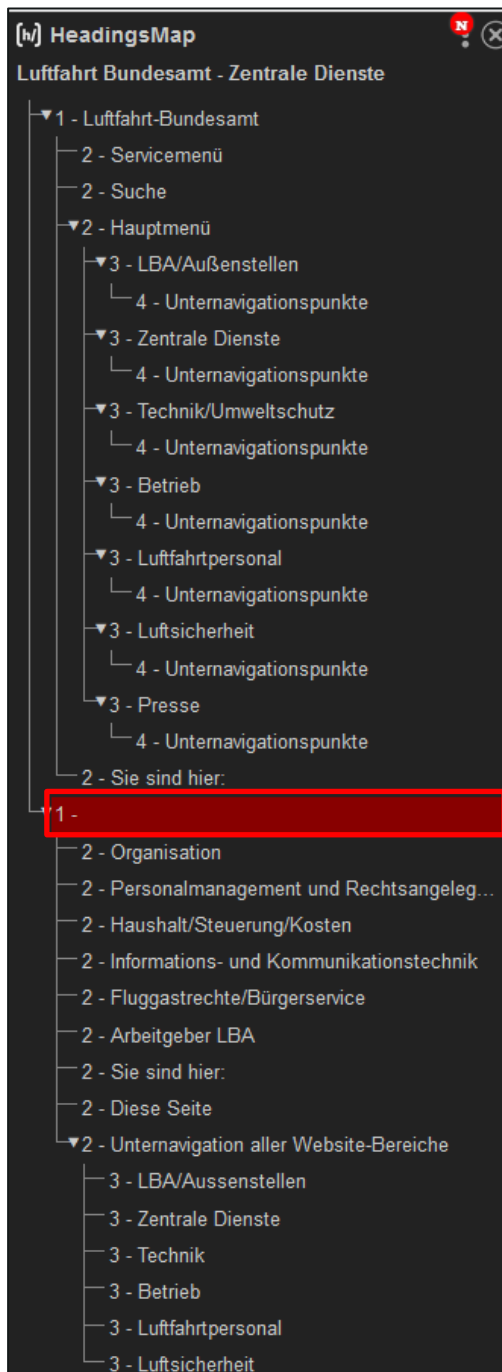 HeadingsMap
N
Luftfahrt Bundesamt - Zentrale Dienste
1 - Luftfahrt-Bundesamt
2 - Servicemenü
2 - Suche
2 - Hauptmenü
3 - LBA/Außenstellen
4 - Unternavigationspunkte
3 - Zentrale Dienste
4 - Unternavigationspunkte
3 - Technik/Umweltschutz
4 - Unternavigationspunkte
3 - Betrieb
4 - Unternavigationspunkte
3 - Luftfahrtpersonal
4 - Unternavigationspunkte
3 - Luftsicherheit
4 - Unternavigationspunkte
3 - Presse
4 - Unternavigationspunkte
2 - Sie sind hier:
1 -
2 - Organisation
2 - Personalmanagement und Rechtsangeleg...
2 - Haushalt/Steuerung/Kosten
2 - Informations- und Kommunikationstechnik
2 - Fluggastrechte/Bürgerservice
2 - Arbeitgeber LBA
2 - Sie sind hier:
2 - Diese Seite
2 - Unternavigation aller Website-Bereiche
3 - LBA/Aussenstellen
3 - Zentrale Dienste
3 - Technik
3 - Betrieb
3 - Luftfahrtpersonal
3 - Luftsicherheit